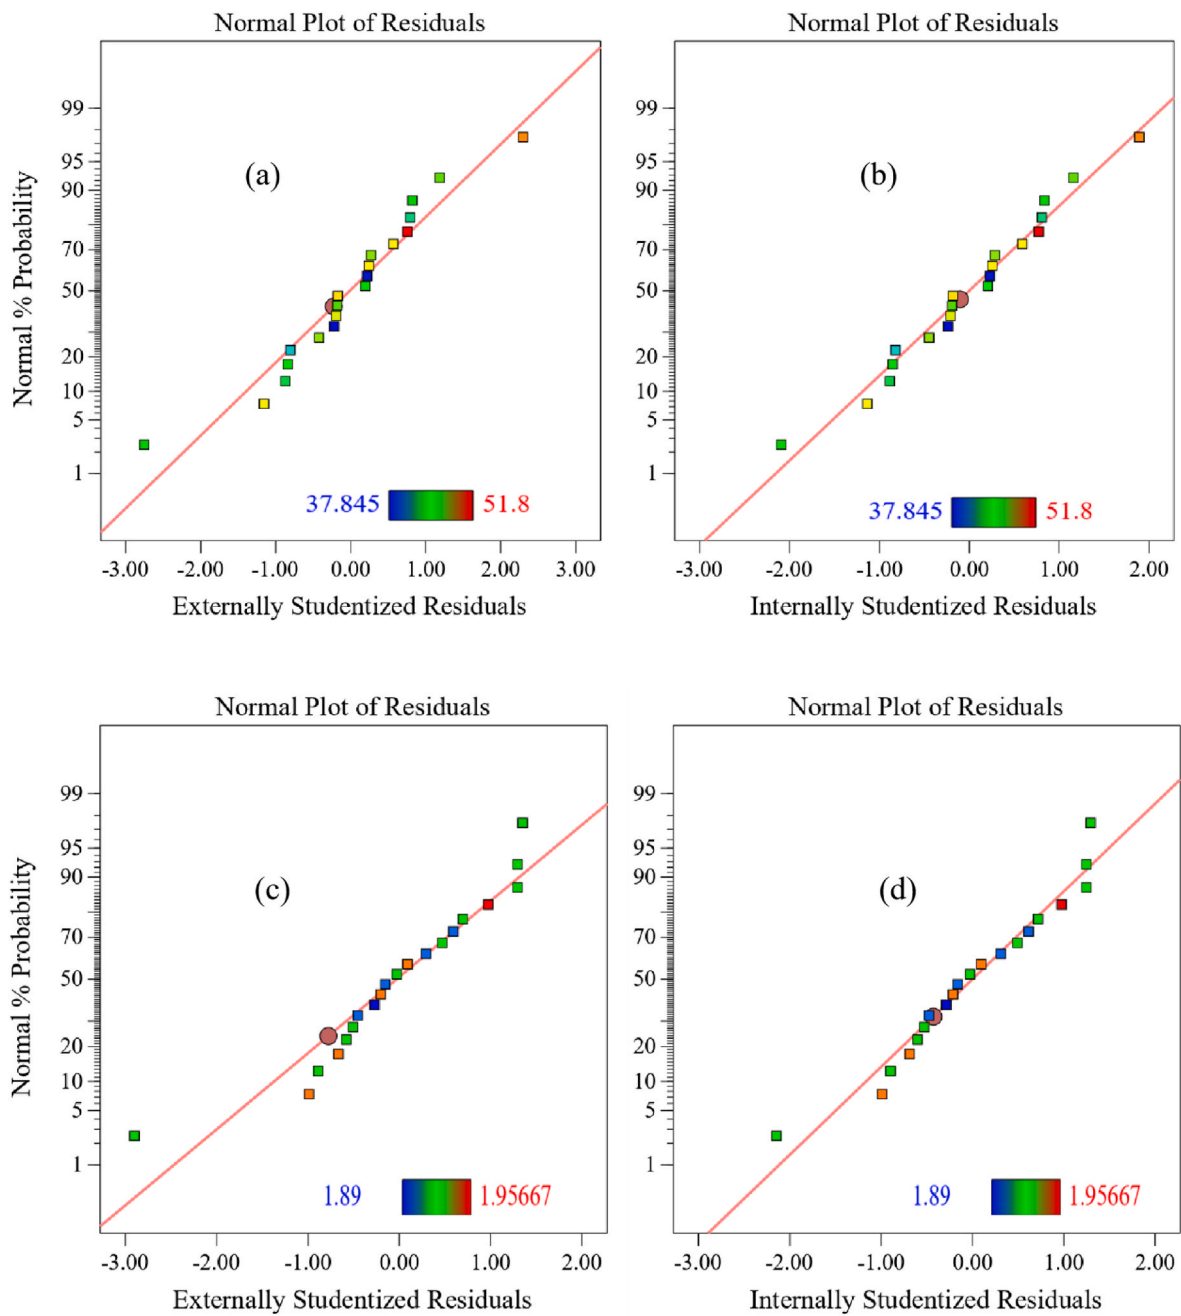 Normal Plot of Residuals
Normal % Probability
99
95
90
70
50
20
10
5
1
(a)
37.845 51.8
-3.00 -2.00 -1.00 0.00 1.00 2.00 3.00
Externally Studentized Residuals
Normal Plot of Residuals
99
95
90
70
50
20
10
5
1
(b)
37.845 51.8
-3.00 -2.00 -1.00 0.00 1.00 2.00
Internally Studentized Residuals
Normal Plot of Residuals
Normal % Probability
99
95
90
70
50
20
10
5
1
(c)
1.89 1.95667
-3.00 -2.00 -1.00 0.00 1.00 2.00
Externally Studentized Residuals
Normal Plot of Residuals
99
95
90
70
50
20
10
5
1
(d)
1.89 1.95667
-3.00 -2.00 -1.00 0.00 1.00 2.00
Internally Studentized Residuals